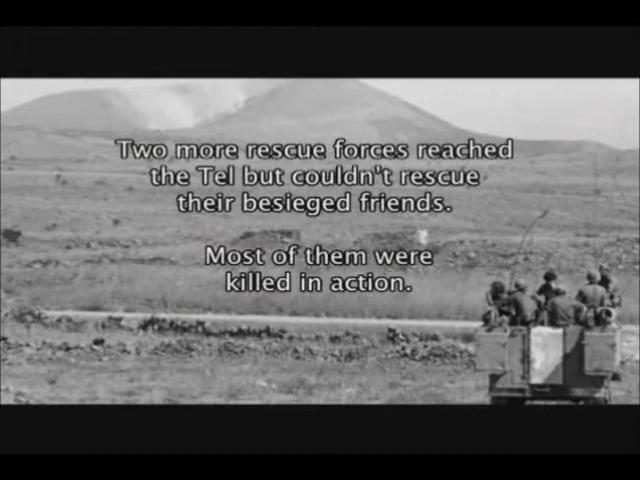 Two more rescue forces reached
the Tel but couldn't rescue
their besieged friends.
Most of them were
killed in action.